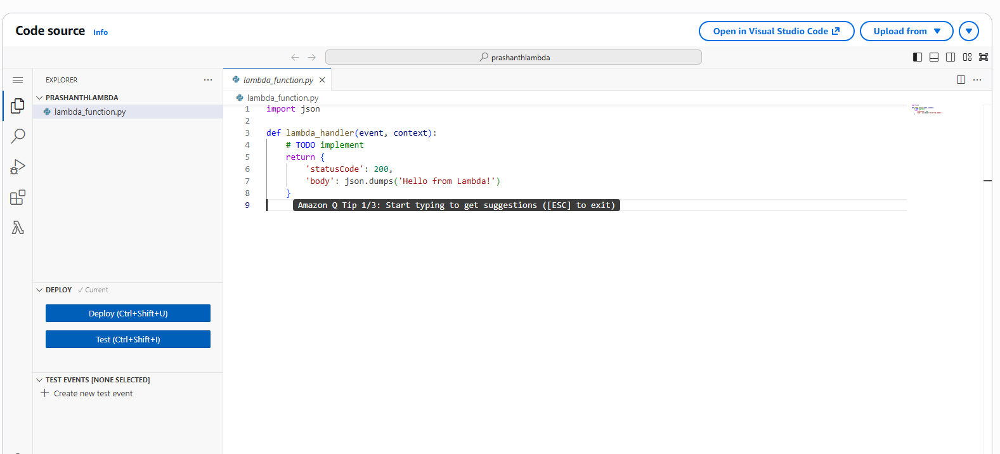 Code source Info
Open in Visual Studio Code
Upload from
prashanthlambda
EXPLORER
PRASHANTHLAMBDA
lambda_function.py
DEPLOY ✓ Current
Deploy (Ctrl+Shift+U)
Test (Ctrl+Shift+I)
TEST EVENTS [NONE SELECTED]
+ Create new test event
lambda_function.py
lambda_function.py
1 import json
2
3 def lambda_handler(event, context):
4     # TODO implement
5     return {
6         'statusCode': 200,
7         'body': json.dumps('Hello from Lambda!')
8     }
9 Amazon Q Tip 1/3: Start typing to get suggestions ([ESC] to exit)